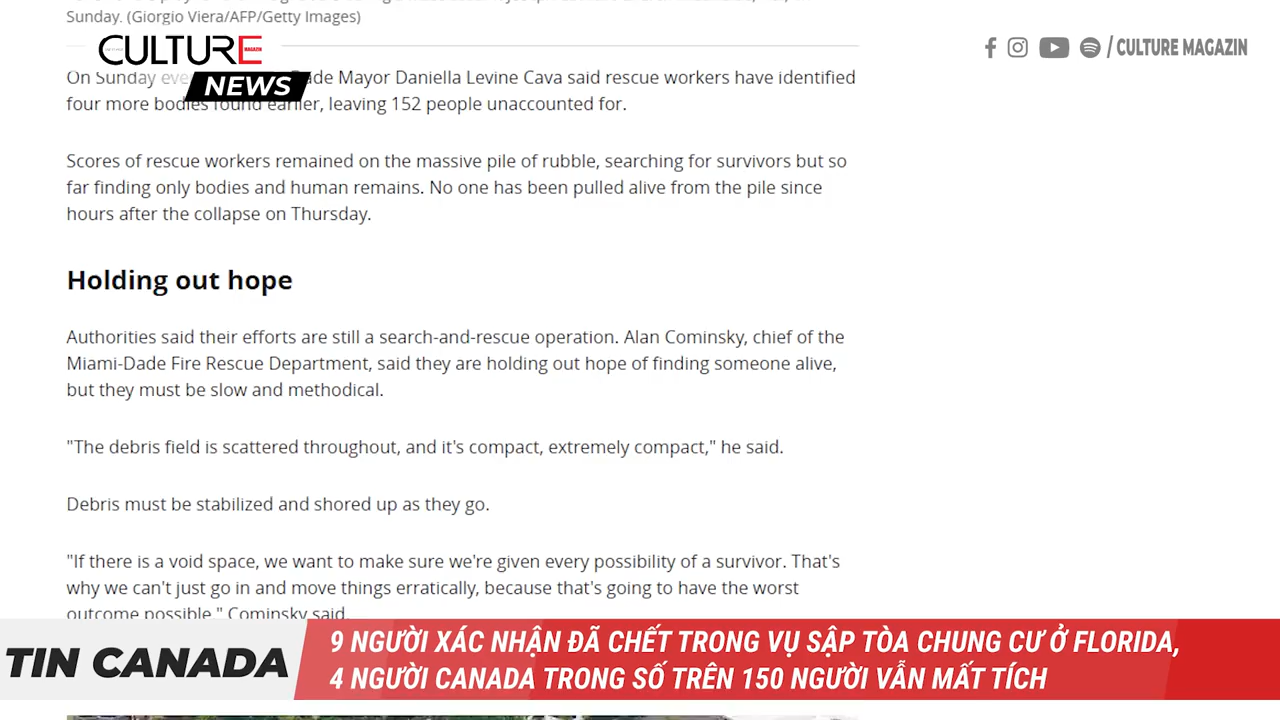 Sunday. (Giorgio Viera/AFP/Getty Images)
CULTURE
MAGAZIN
NEWS
/ CULTURE MAGAZIN
On Sunday Mayor Daniella Levine Cava said rescue workers have identified
four more bodies found earlier, leaving 152 people unaccounted for.
Scores of rescue workers remained on the massive pile of rubble, searching for survivors but so
far finding only bodies and human remains. No one has been pulled alive from the pile since
hours after the collapse on Thursday.
Holding out hope
Authorities said their efforts are still a search-and-rescue operation. Alan Cominsky, chief of the
Miami-Dade Fire Rescue Department, said they are holding out hope of finding someone alive,
but they must be slow and methodical.
"The debris field is scattered throughout, and it's compact, extremely compact," he said.
Debris must be stabilized and shored up as they go.
"If there is a void space, we want to make sure we're given every possibility of a survivor. That's
why we can't just go in and move things erratically, because that's going to have the worst
outcome possible," Cominsky said.
TIN CANADA
9 NGƯỜI XÁC NHẬN ĐÃ CHẾT TRONG VỤ SẬP TÒA CHUNG CƯ Ở FLORIDA,
4 NGƯỜI CANADA TRONG SỐ TRÊN 150 NGƯỜI VẪN MẤT TÍCH